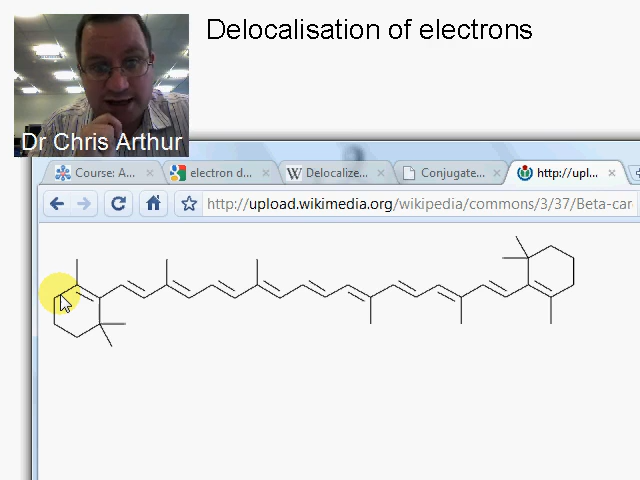 Delocalisation of electrons
Dr Chris Arthur
Course: A...
electron d...
Delocalize...
Conjugate...
http://upl...
http://upload.wikimedia.org/wikipedia/commons/3/37/Beta-car